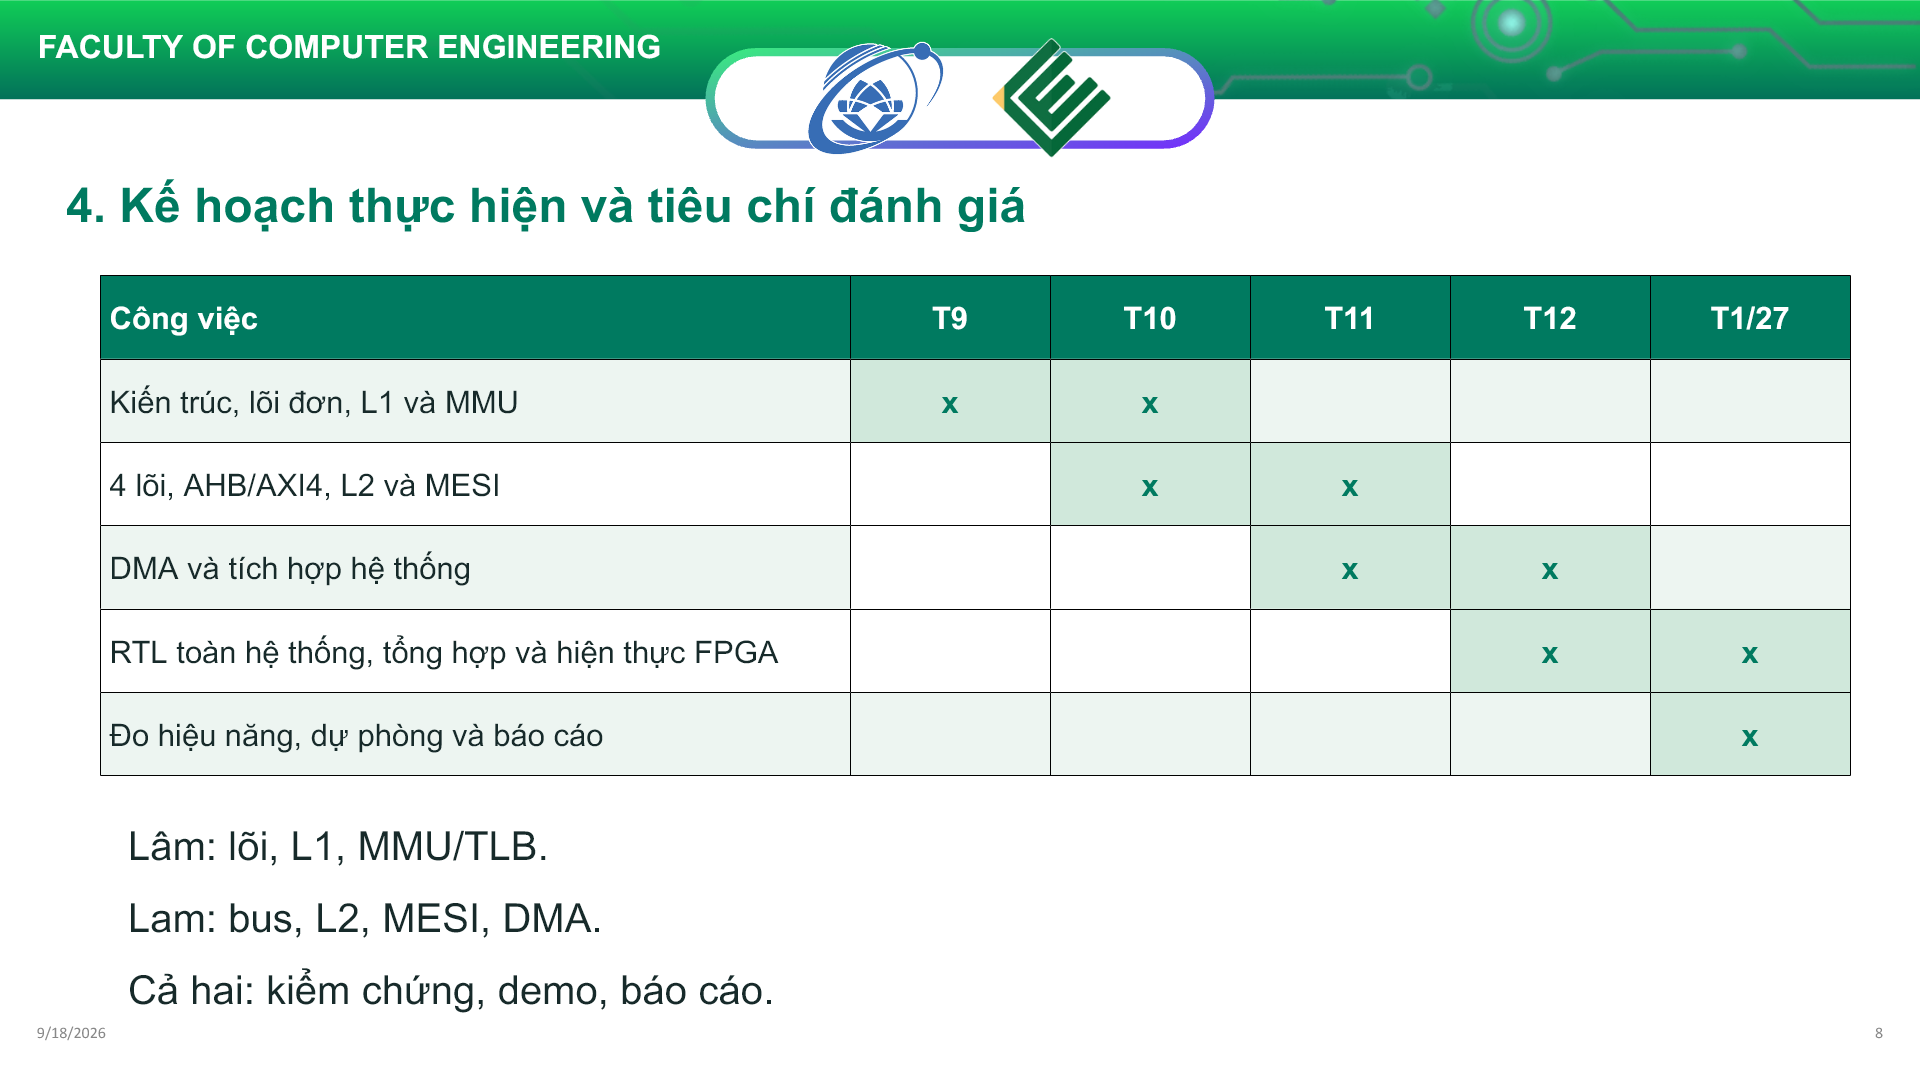 FACULTY OF COMPUTER ENGINEERING
4. Kế hoạch thực hiện và tiêu chí đánh giá
Công việc T9 T10 T11 T12 T1/27
Kiến trúc, lõi đơn, L1 và MMU x x
4 lõi, AHB/AXI4, L2 và MESI x x
DMA và tích hợp hệ thống x x
RTL toàn hệ thống, tổng hợp và hiện thực FPGA x x
Đo hiệu năng, dự phòng và báo cáo x
Lâm: lõi, L1, MMU/TLB.
Lam: bus, L2, MESI, DMA.
Cả hai: kiểm chứng, demo, báo cáo.
9/18/2026 8